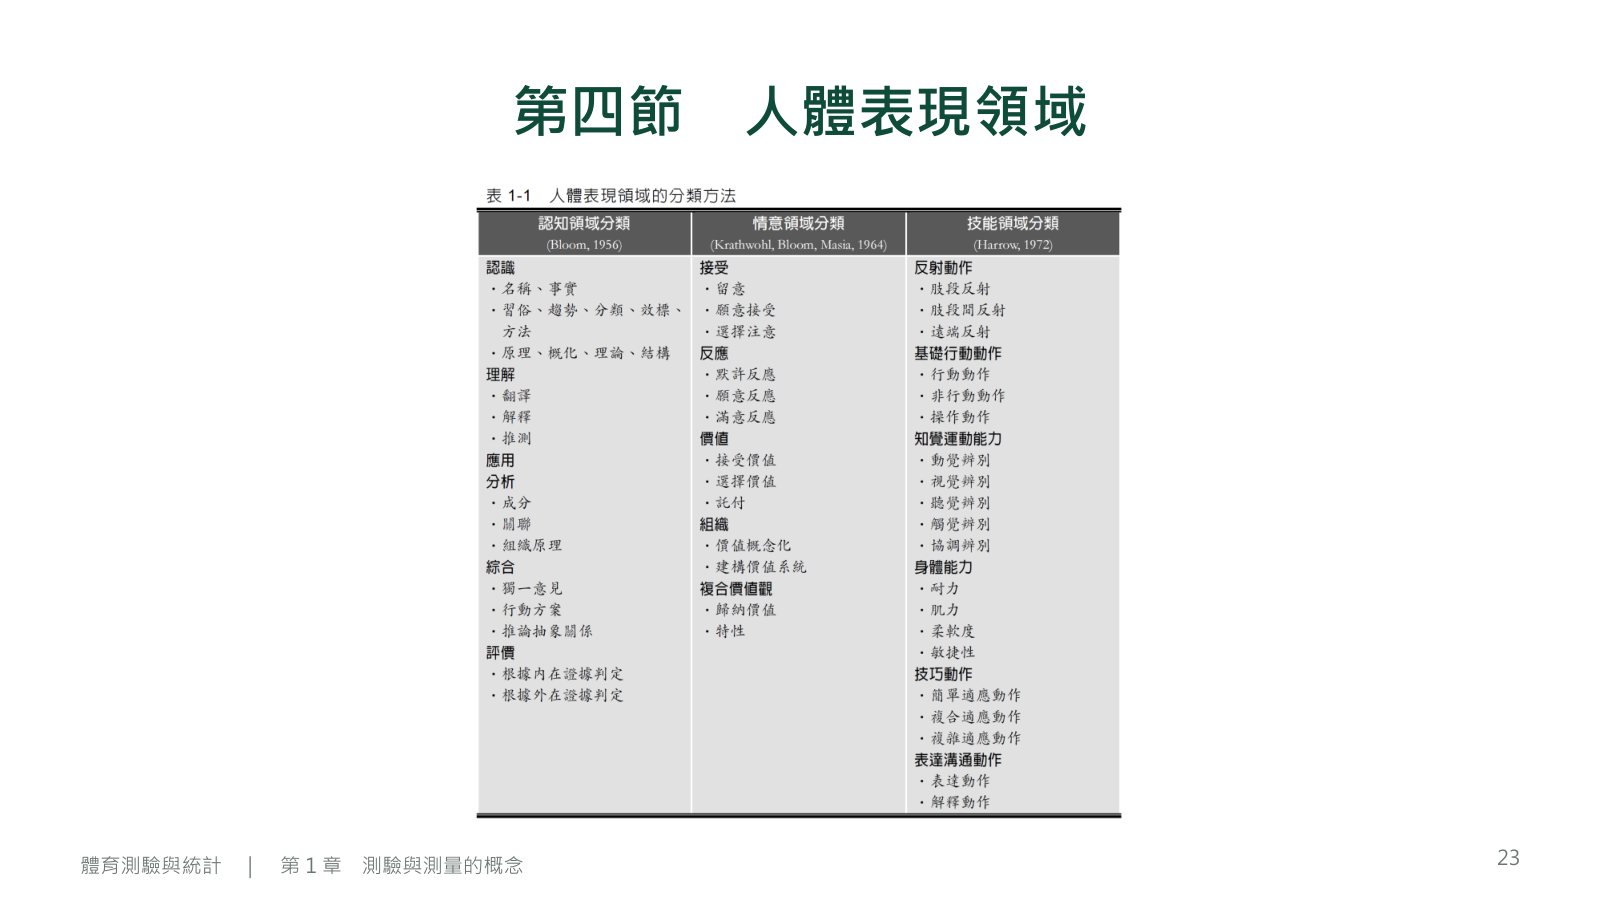 第四節　人體表現領域
表 1-1　人體表現領域的分類方法
認知領域分類
(Bloom, 1956)
認識
・名稱、事實
・習俗、趨勢、分類、效標、
方法
・原理、概化、理論、結構
理解
・翻譯
・解釋
・推測
應用
分析
・成分
・關聯
・組織原理
綜合
・獨一意見
・行動方案
・推論抽象關係
評價
・根據內在證據判定
・根據外在證據判定
情意領域分類
(Krathwohl, Bloom, Masia, 1964)
接受
・留意
・願意接受
・選擇注意
反應
・默許反應
・願意反應
・滿意反應
價值
・接受價值
・選擇價值
・託付
組織
・價值概念化
・建構價值系統
複合價值觀
・歸納價值
・特性
技能領域分類
(Harrow, 1972)
反射動作
・肢段反射
・肢段間反射
・遠端反射
基礎行動動作
・行動動作
・非行動動作
・操作動作
知覺運動能力
・動覺辨別
・視覺辨別
・聽覺辨別
・觸覺辨別
・協調辨別
身體能力
・耐力
・肌力
・柔軟度
・敏捷性
技巧動作
・簡單適應動作
・複合適應動作
・複雜適應動作
表達溝通動作
・表達動作
・解釋動作
體育測驗與統計　|　第 1 章　測驗與測量的概念
23